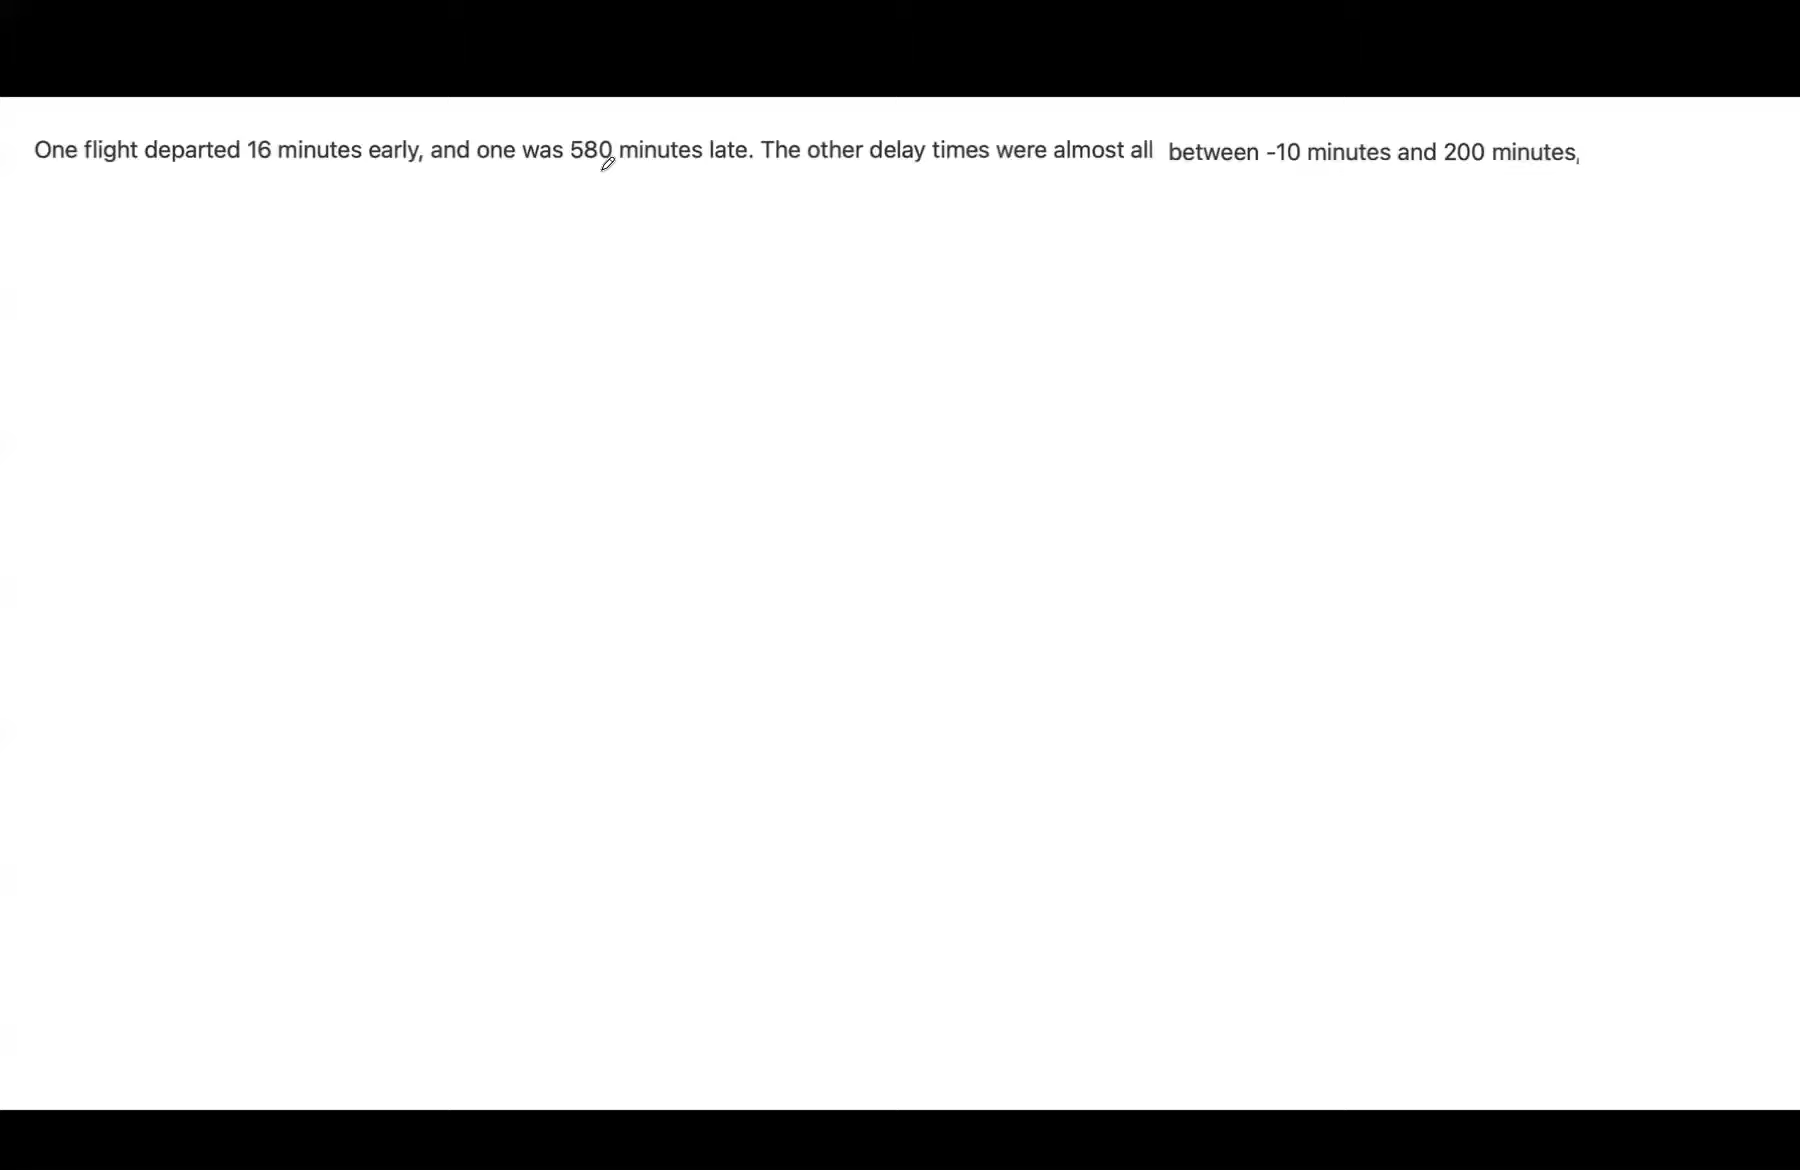 One flight departed 16 minutes early, and one was 580 minutes late. The other delay times were almost all between -10 minutes and 200 minutes,